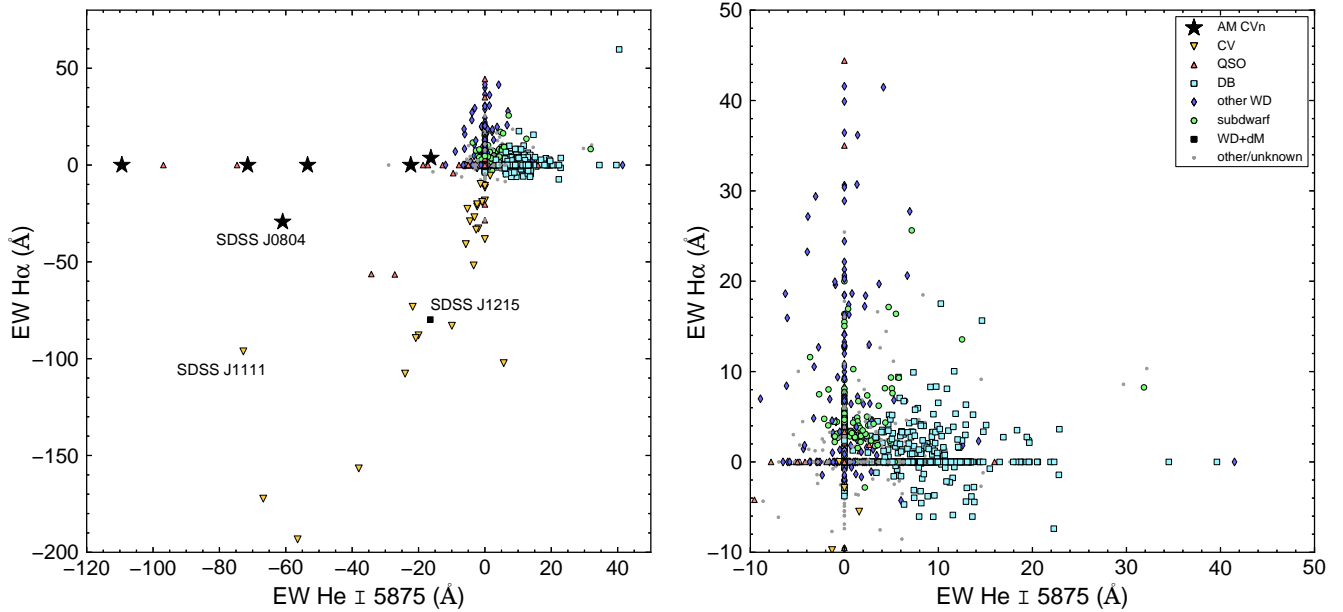 50
0
−50
−100
−150
−200
−120
−100
−80
−60
−40
−20
0
20
40
EW Hα (Å)
EW He I 5875 (Å)
SDSS J0804
SDSS J1215
SDSS J1111
50
40
30
20
10
0
−10
−10
0
10
20
30
40
50
EW Hα (Å)
EW He I 5875 (Å)
AM CVn
CV
QSO
DB
other WD
subdwarf
WD+dM
other/unknown